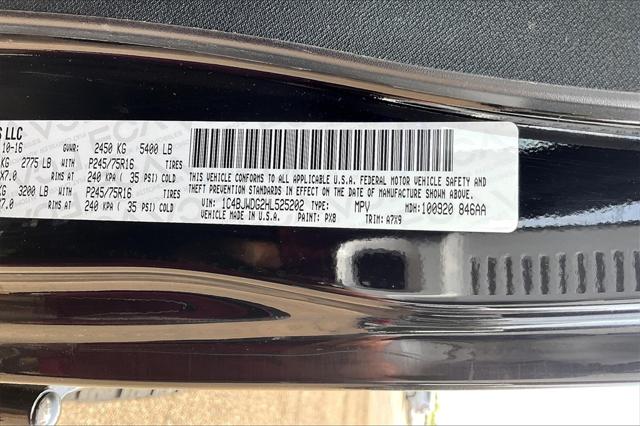 S LLC
10-16 GVWR: 2450 KG 5400 LB
KG 2775 LB WITH P245/75R16 TIRES
X7.0 RIMS AT 240 KPA ( 35 PSI) COLD
KG 3200 LB WITH P245/75R16 TIRES
7.0 RIMS AT 240 KPA ( 35 PSI) COLD
THIS VEHICLE CONFORMS TO ALL APPLICABLE U.S.A. FEDERAL MOTOR VEHICLE SAFETY AND
THEFT PREVENTION STANDARDS IN EFFECT ON THE DATE OF MANUFACTURE SHOWN ABOVE.
VIN: 1C4BJWDG2HL525202 TYPE: MPV MDH: 100920 846AA
PAINT: PX8 TRIM: A7X9